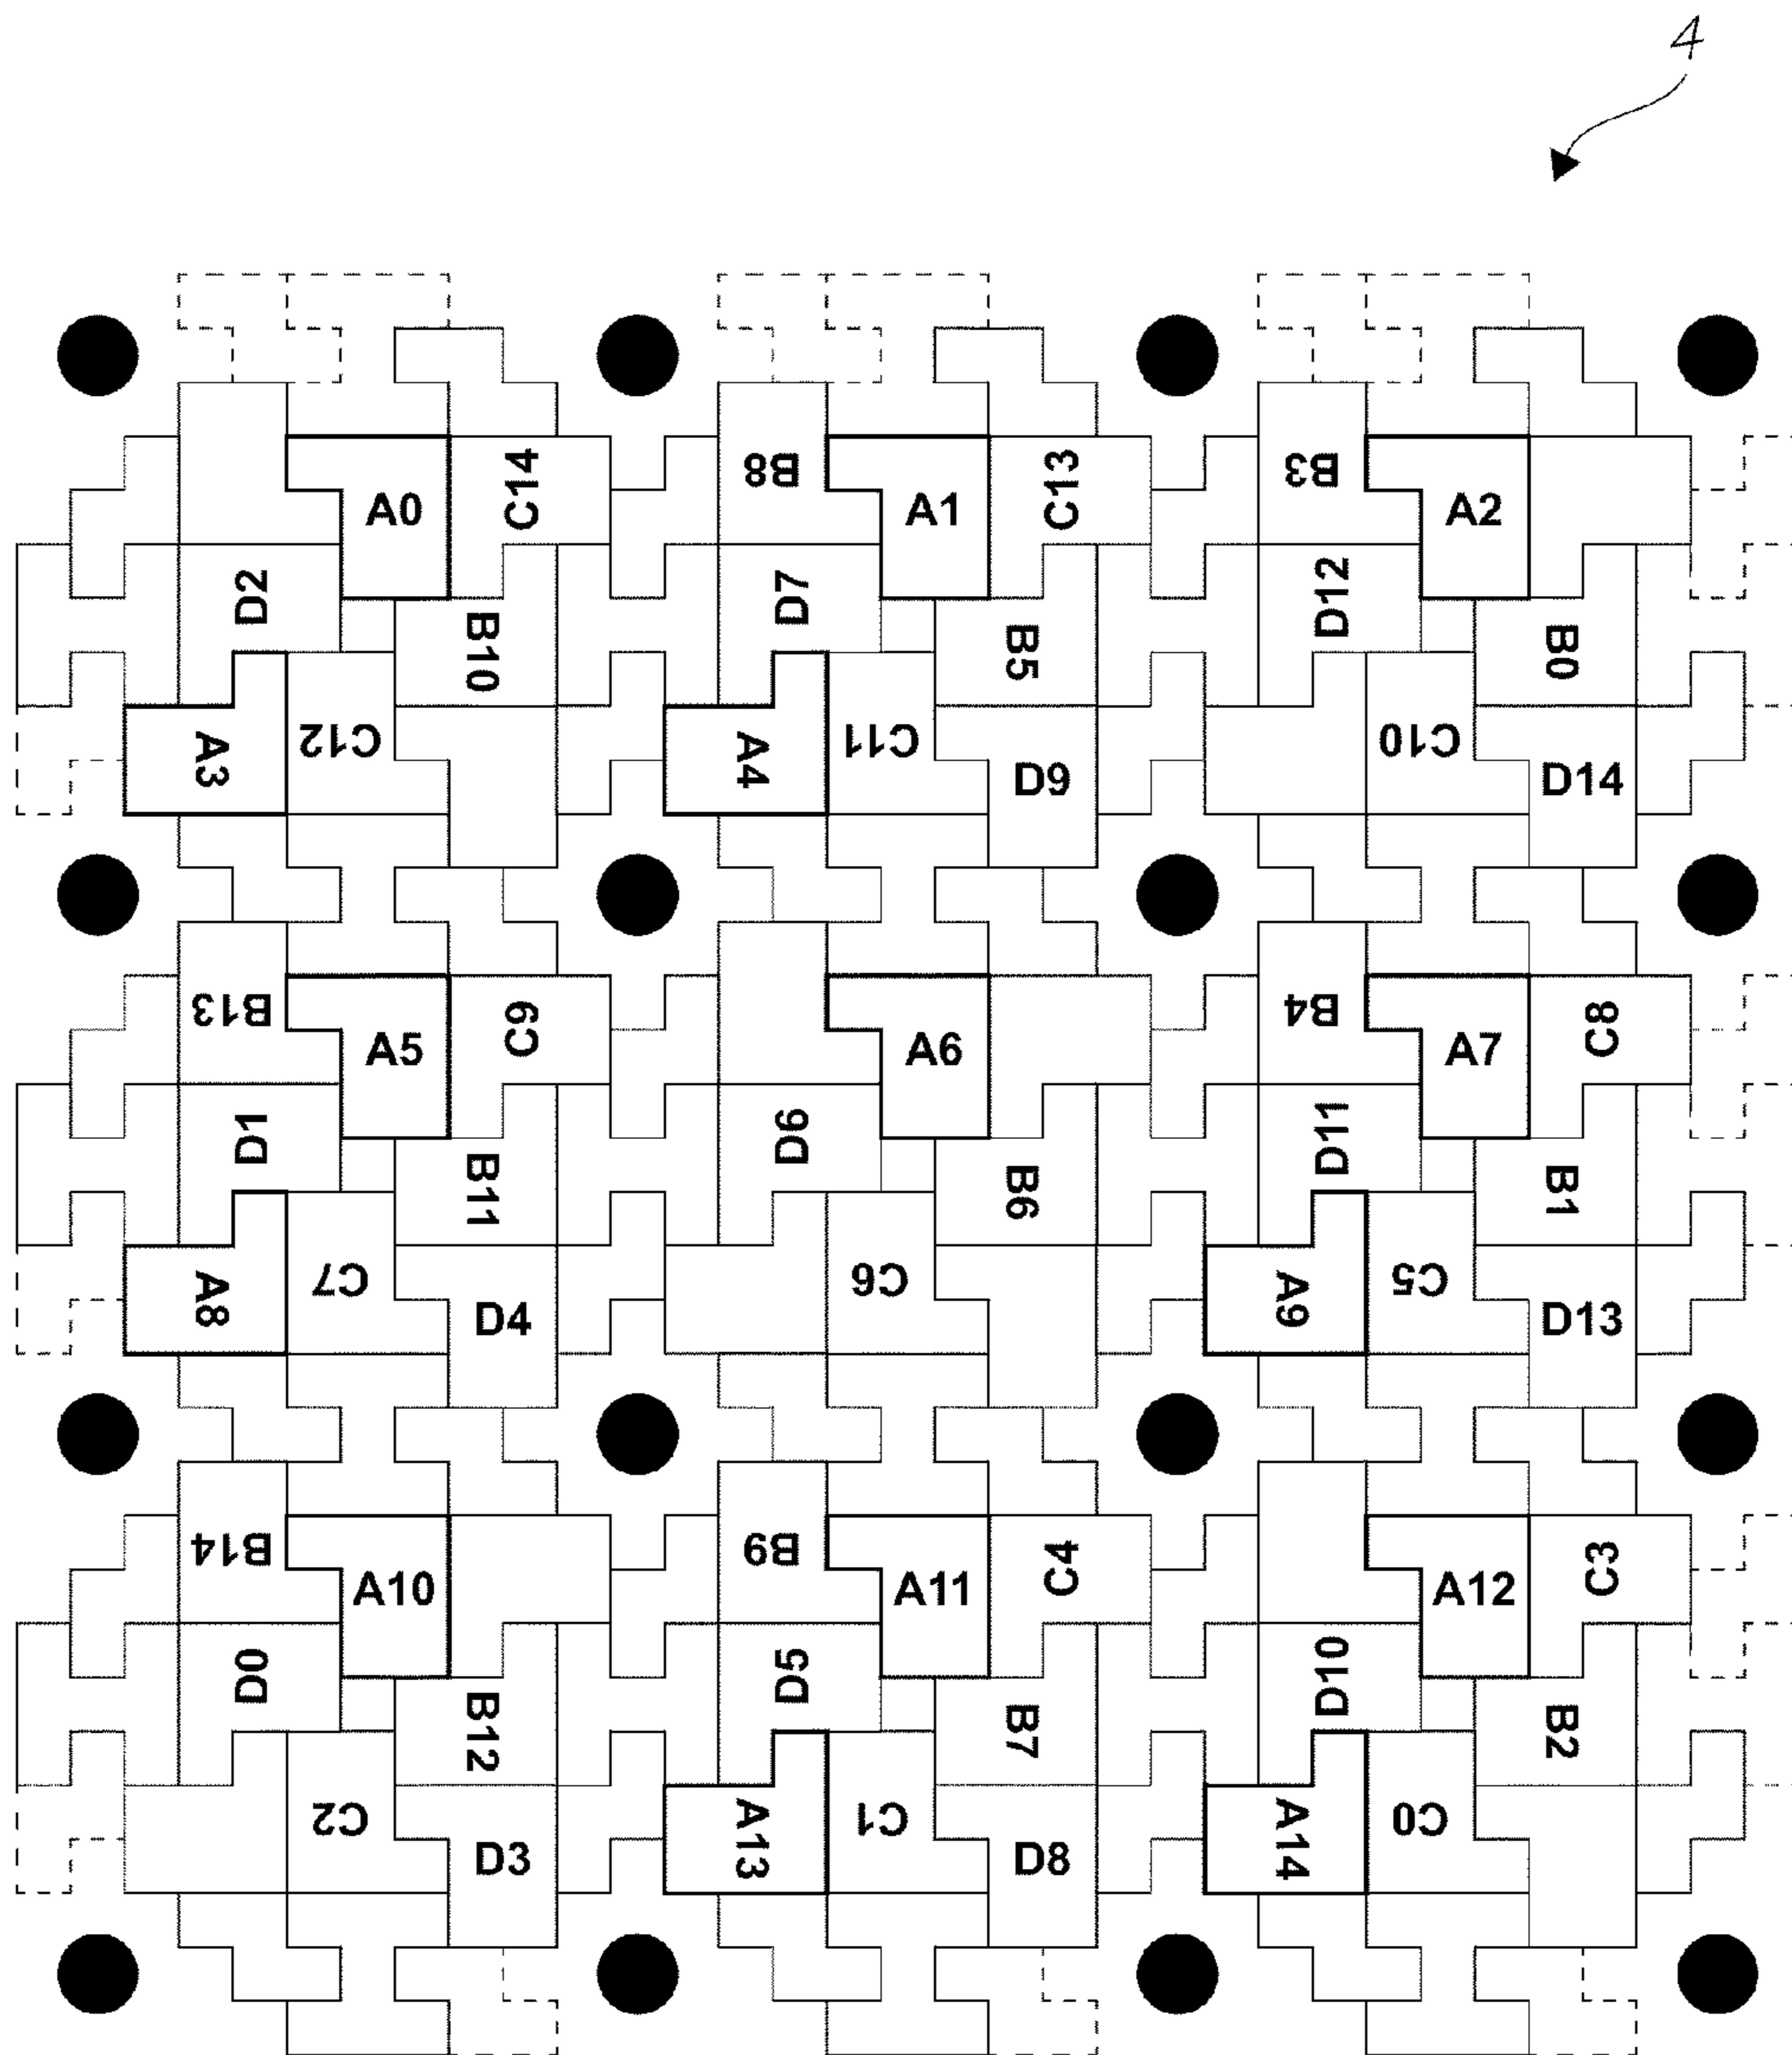 4
B8 B3
C14 C13
A0 A1 A2
D2 D7 D12
B10 B5 B0
A3 C12 A4 C11 C10
D9 D14
B13 B4
C9 C8
A5 A6 A7
D1 D6 D11
B11 B6 B1
A8 C7 C6 A9 C5
D4 D13
B14 B9
C4 C3
A10 A11 A12
D0 D5 D10
B12 B7 B2
C2 A13 C1 A14 C0
D3 D8